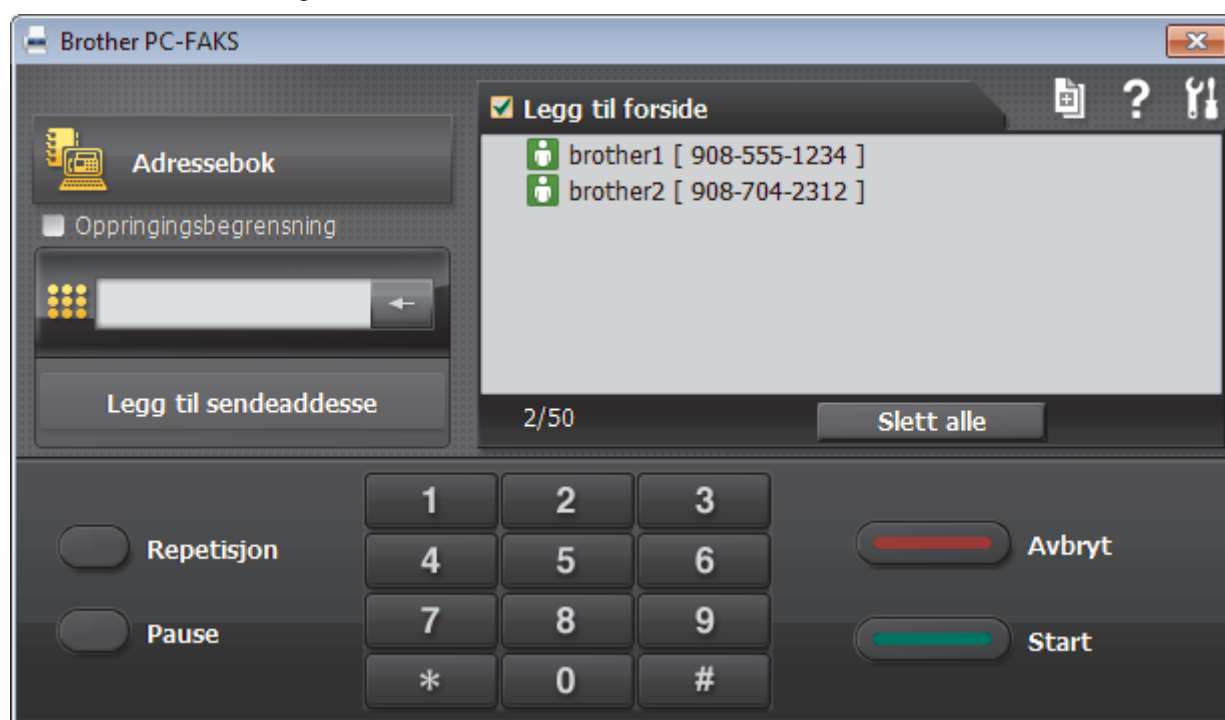 Brother PC-FAKS
Adressebok
Oppringingsbegrensning
Legg til sendeaddesse
Legg til forside
?
brother1 [ 908-555-1234 ]
brother2 [ 908-704-2312 ]
2/50
Slett alle
Repetisjon
Pause
1 2 3
4 5 6
7 8 9
* 0 #
Avbryt
Start